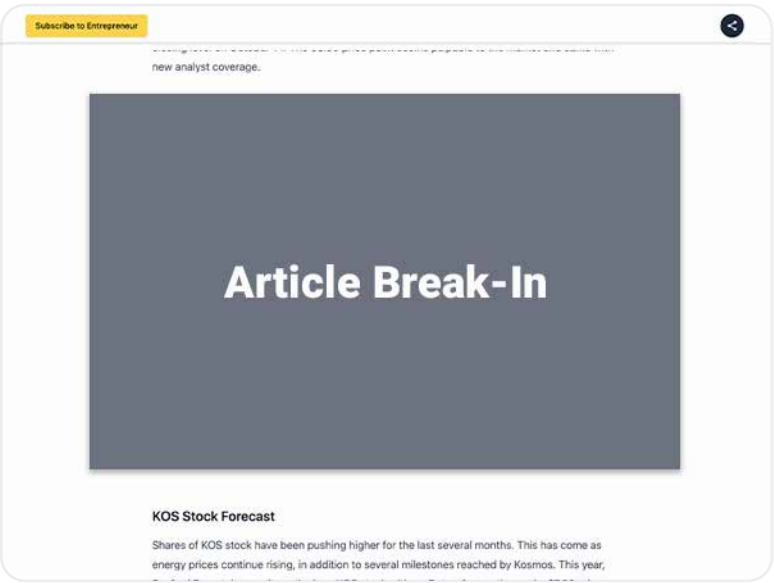 Subscribe to Entrepreneur
new analyst coverage.
Article Break-In
KOS Stock Forecast
Shares of KOS stock have been pushing higher for the last several months. This has come as
energy prices continue rising, in addition to several milestones reached by Kosmos. This year,